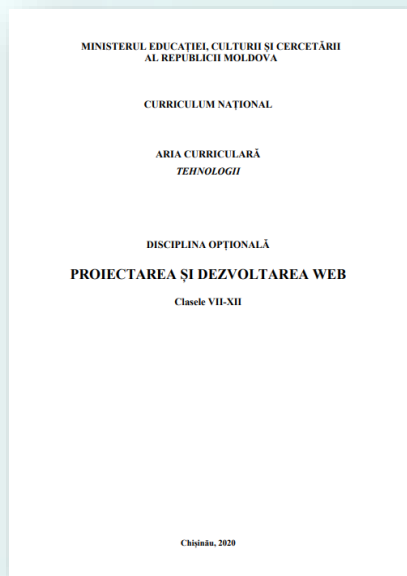 MINISTERUL EDUCAȚIEI, CULTURII ȘI CERCETĂRII
AL REPUBLICII MOLDOVA
CURRICULUM NAȚIONAL
ARIA CURRICULARĂ
TEHNOLOGII
DISCIPLINA OPȚIONALĂ
PROIECTAREA ȘI DEZVOLTAREA WEB
Clasele VII-XII
Chișinău, 2020